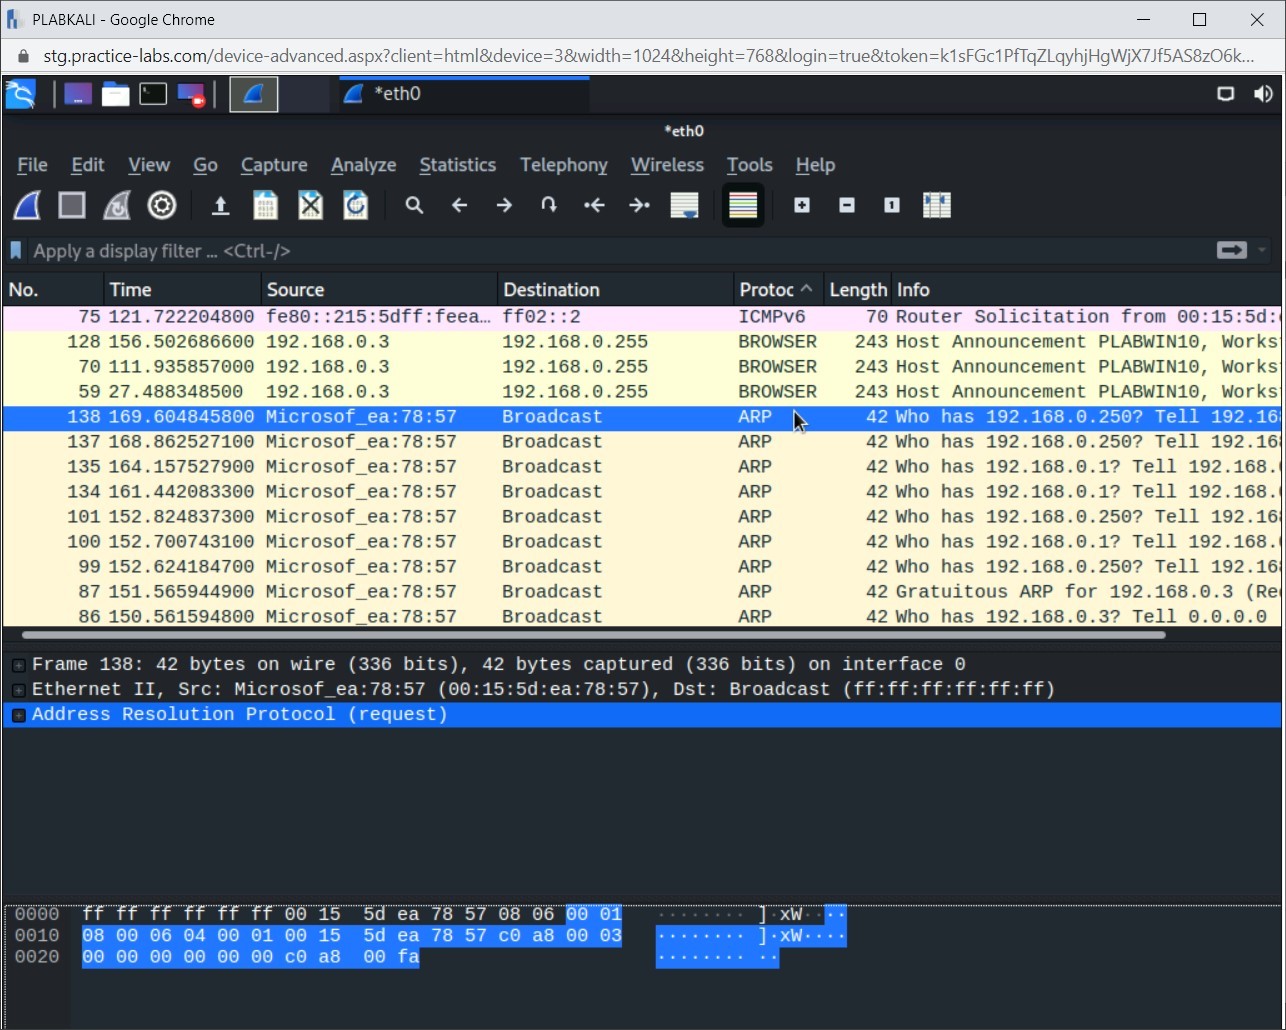 PLABKALI - Google Chrome
stg.practice-labs.com/device-advanced.aspx?client=html&device=3&width=1024&height=768&login=true&token=k1sFGc1PfTqZLqyhjHgWjX7Jf5AS8zO6k...
*eth0
*eth0
File Edit View Go Capture Analyze Statistics Telephony Wireless Tools Help
Apply a display filter ... <Ctrl-/>
No. Time Source Destination Protoc Length Info
75 121.722204800 fe80::215:5dff:feea… ff02::2 ICMPv6 70 Router Solicitation from 00:15:5d:
128 156.502686600 192.168.0.3 192.168.0.255 BROWSER 243 Host Announcement PLABWIN10, Works
70 111.935857000 192.168.0.3 192.168.0.255 BROWSER 243 Host Announcement PLABWIN10, Works
59 27.488348500 192.168.0.3 192.168.0.255 BROWSER 243 Host Announcement PLABWIN10, Works
138 169.604845800 Microsof_ea:78:57 Broadcast ARP 42 Who has 192.168.0.250? Tell 192.16
137 168.862527100 Microsof_ea:78:57 Broadcast ARP 42 Who has 192.168.0.250? Tell 192.16
135 164.157527900 Microsof_ea:78:57 Broadcast ARP 42 Who has 192.168.0.1? Tell 192.168.
134 161.442083300 Microsof_ea:78:57 Broadcast ARP 42 Who has 192.168.0.1? Tell 192.168.
101 152.824837300 Microsof_ea:78:57 Broadcast ARP 42 Who has 192.168.0.250? Tell 192.16
100 152.700743100 Microsof_ea:78:57 Broadcast ARP 42 Who has 192.168.0.1? Tell 192.168.
99 152.624184700 Microsof_ea:78:57 Broadcast ARP 42 Who has 192.168.0.250? Tell 192.16
87 151.565944900 Microsof_ea:78:57 Broadcast ARP 42 Gratuitous ARP for 192.168.0.3 (Re
86 150.561594800 Microsof_ea:78:57 Broadcast ARP 42 Who has 192.168.0.3? Tell 0.0.0.0
Frame 138: 42 bytes on wire (336 bits), 42 bytes captured (336 bits) on interface 0
Ethernet II, Src: Microsof_ea:78:57 (00:15:5d:ea:78:57), Dst: Broadcast (ff:ff:ff:ff:ff:ff)
Address Resolution Protocol (request)
0000 ff ff ff ff ff ff 00 15 5d ea 78 57 08 06 00 01 ········ ]·xW····
0010 08 00 06 04 00 01 00 15 5d ea 78 57 c0 a8 00 03 ········ ]·xW····
0020 00 00 00 00 00 00 c0 a8 00 fa ········ ··